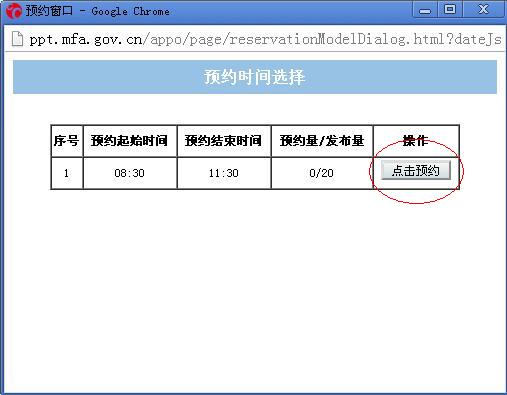 预约窗口 - Google Chrome
ppt.mfa.gov.cn/appo/page/reservationModelDialog.html?dateJs
预约时间选择
序号 预约起始时间 预约结束时间 预约量/发布量 操作
1 08:30 11:30 0/20 点击预约